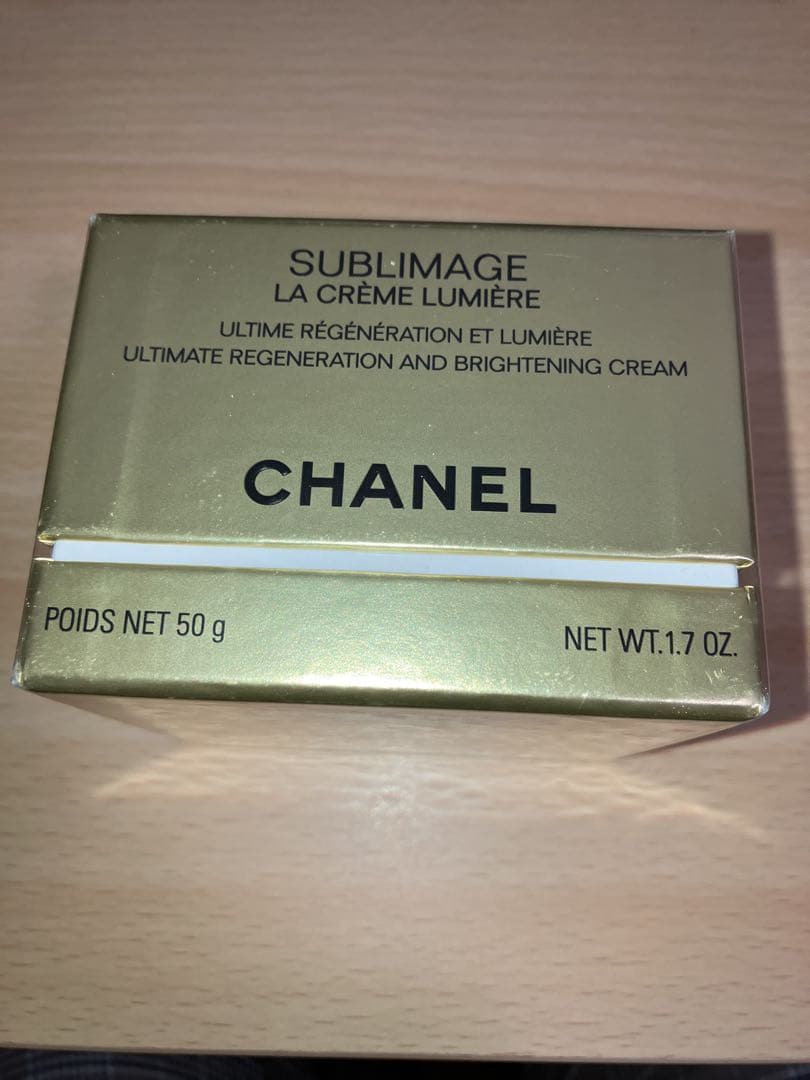 SUBLIMAGE
LA CRÈME LUMIÈRE
ULTIME RÉGÉNÉRATION ET LUMIÈRE
ULTIMATE REGENERATION AND BRIGHTENING CREAM
CHANEL
POIDS NET 50 g
NET WT.1.7 OZ.